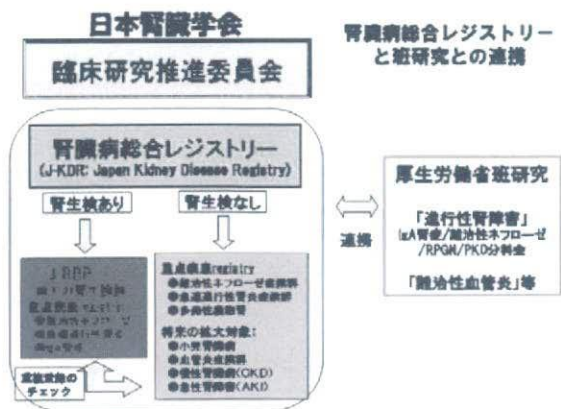 日本腎臓学会
臨床研究推進委員会
腎臓病総合レジストリー
と班研究との連携
腎臓病総合レジストリー
(J-KDR: Japan Kidney Disease Registry)
腎生検あり
腎生検なし
重点疾患registry
●難治性ネフローゼ症候群
●急速進行性腎炎症候群
●多発性嚢胞腎
将来の拡大対象:
●小児腎臓病
●血管炎症候群
●慢性腎臓病(CKD)
●急性腎障害(AKI)
重複登録の
チェック
連携
厚生労働省班研究
「進行性腎障害」
IgA腎症/難治性ネフローゼ
/RPGN/PKD分科会
「難治性血管炎」等